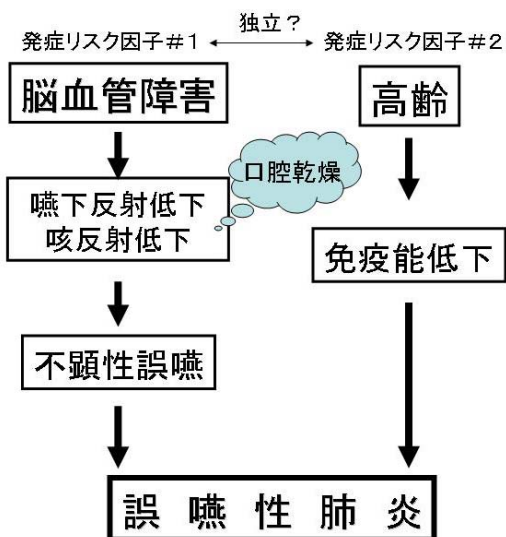 独立？
発症リスク因子＃１
発症リスク因子＃２
脳血管障害
高齢
口腔乾燥
嚥下反射低下
咳反射低下
免疫能低下
不顕性誤嚥
誤嚥性肺炎